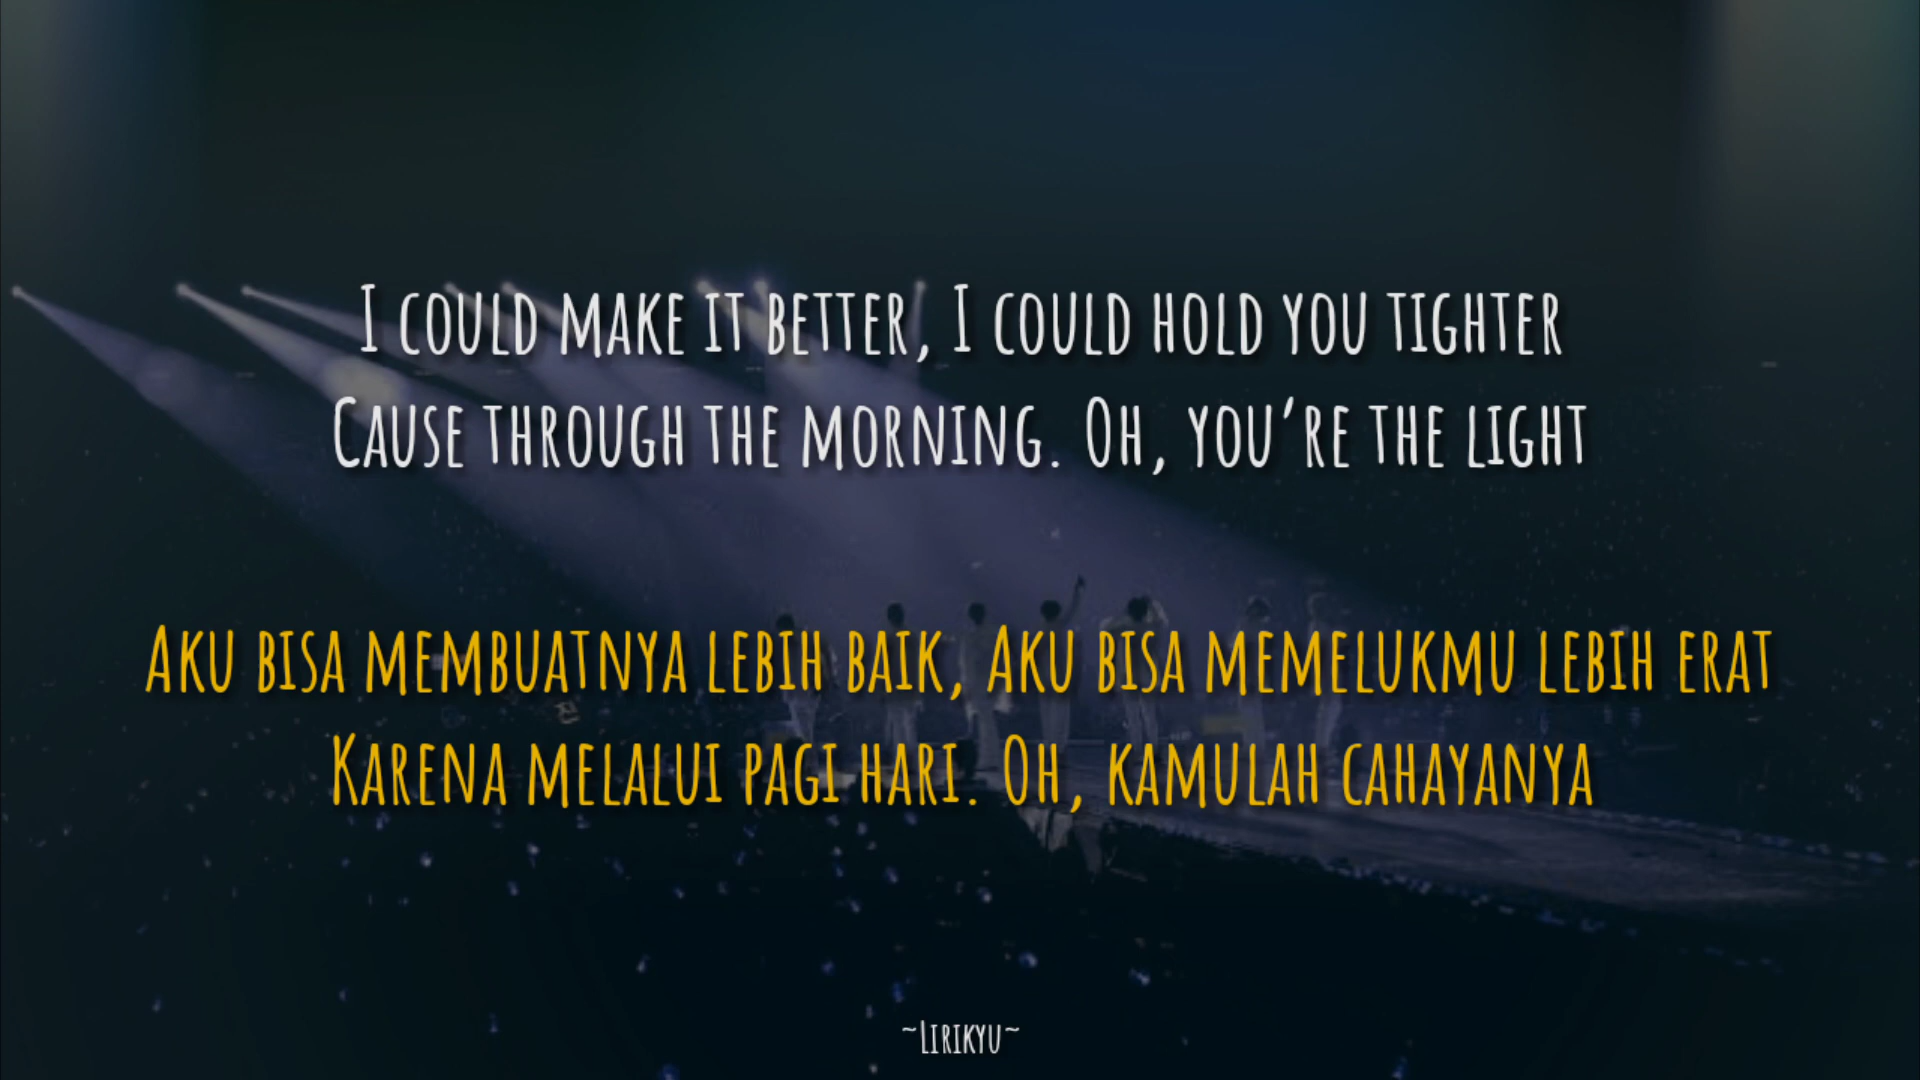 I could make it better, I could hold you tighter
Cause through the morning. Oh, you’re the light
Aku bisa membuatnya lebih baik, Aku bisa memelukmu lebih erat
Karena melalui pagi hari. Oh, kamulah cahayanya
~Lirikyu~